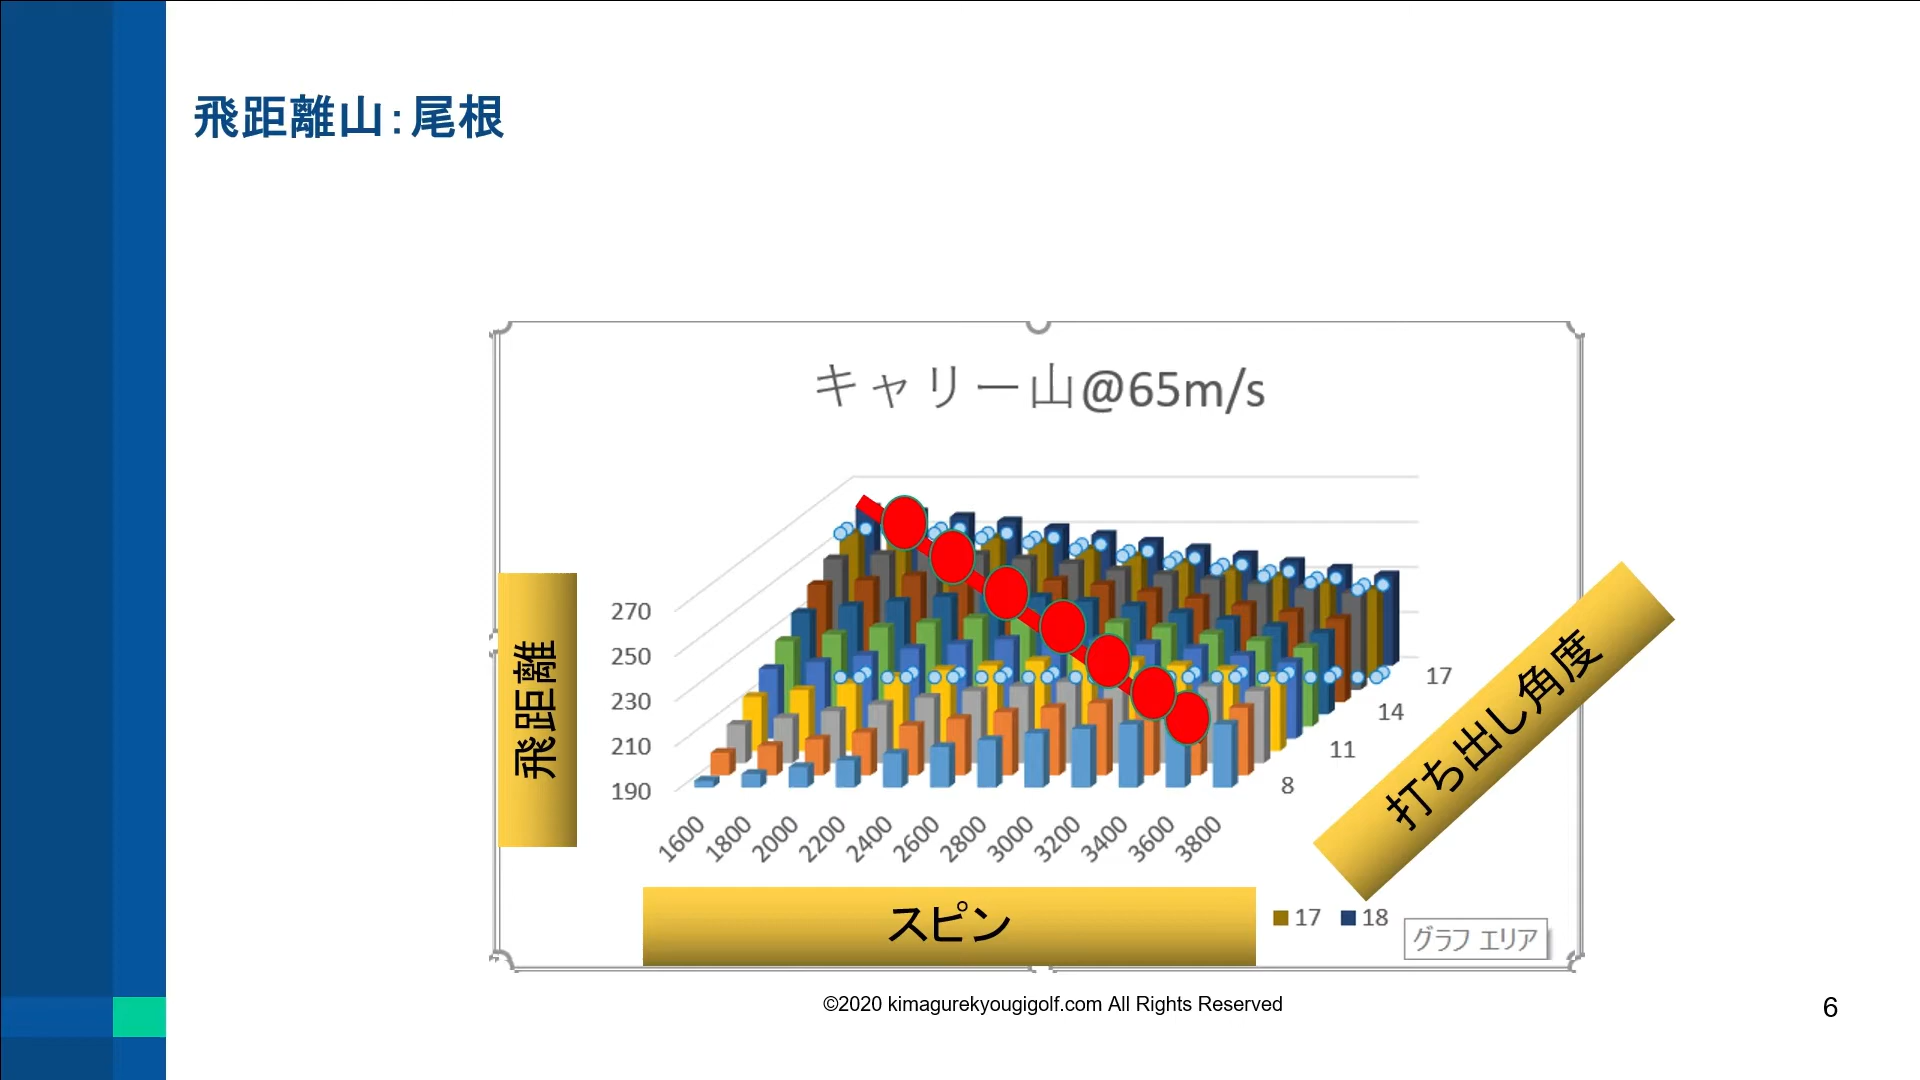 飛距離山：尾根
キャリー山@65m/s
飛距離
270
250
230
210
190
17
14
11
8
打ち出し角度
1600 1800 2000 2200 2400 2600 2800 3000 3200 3400 3600 3800
スピン
17 18
グラフ エリア
©2020 kimagurekyougigolf.com All Rights Reserved
6